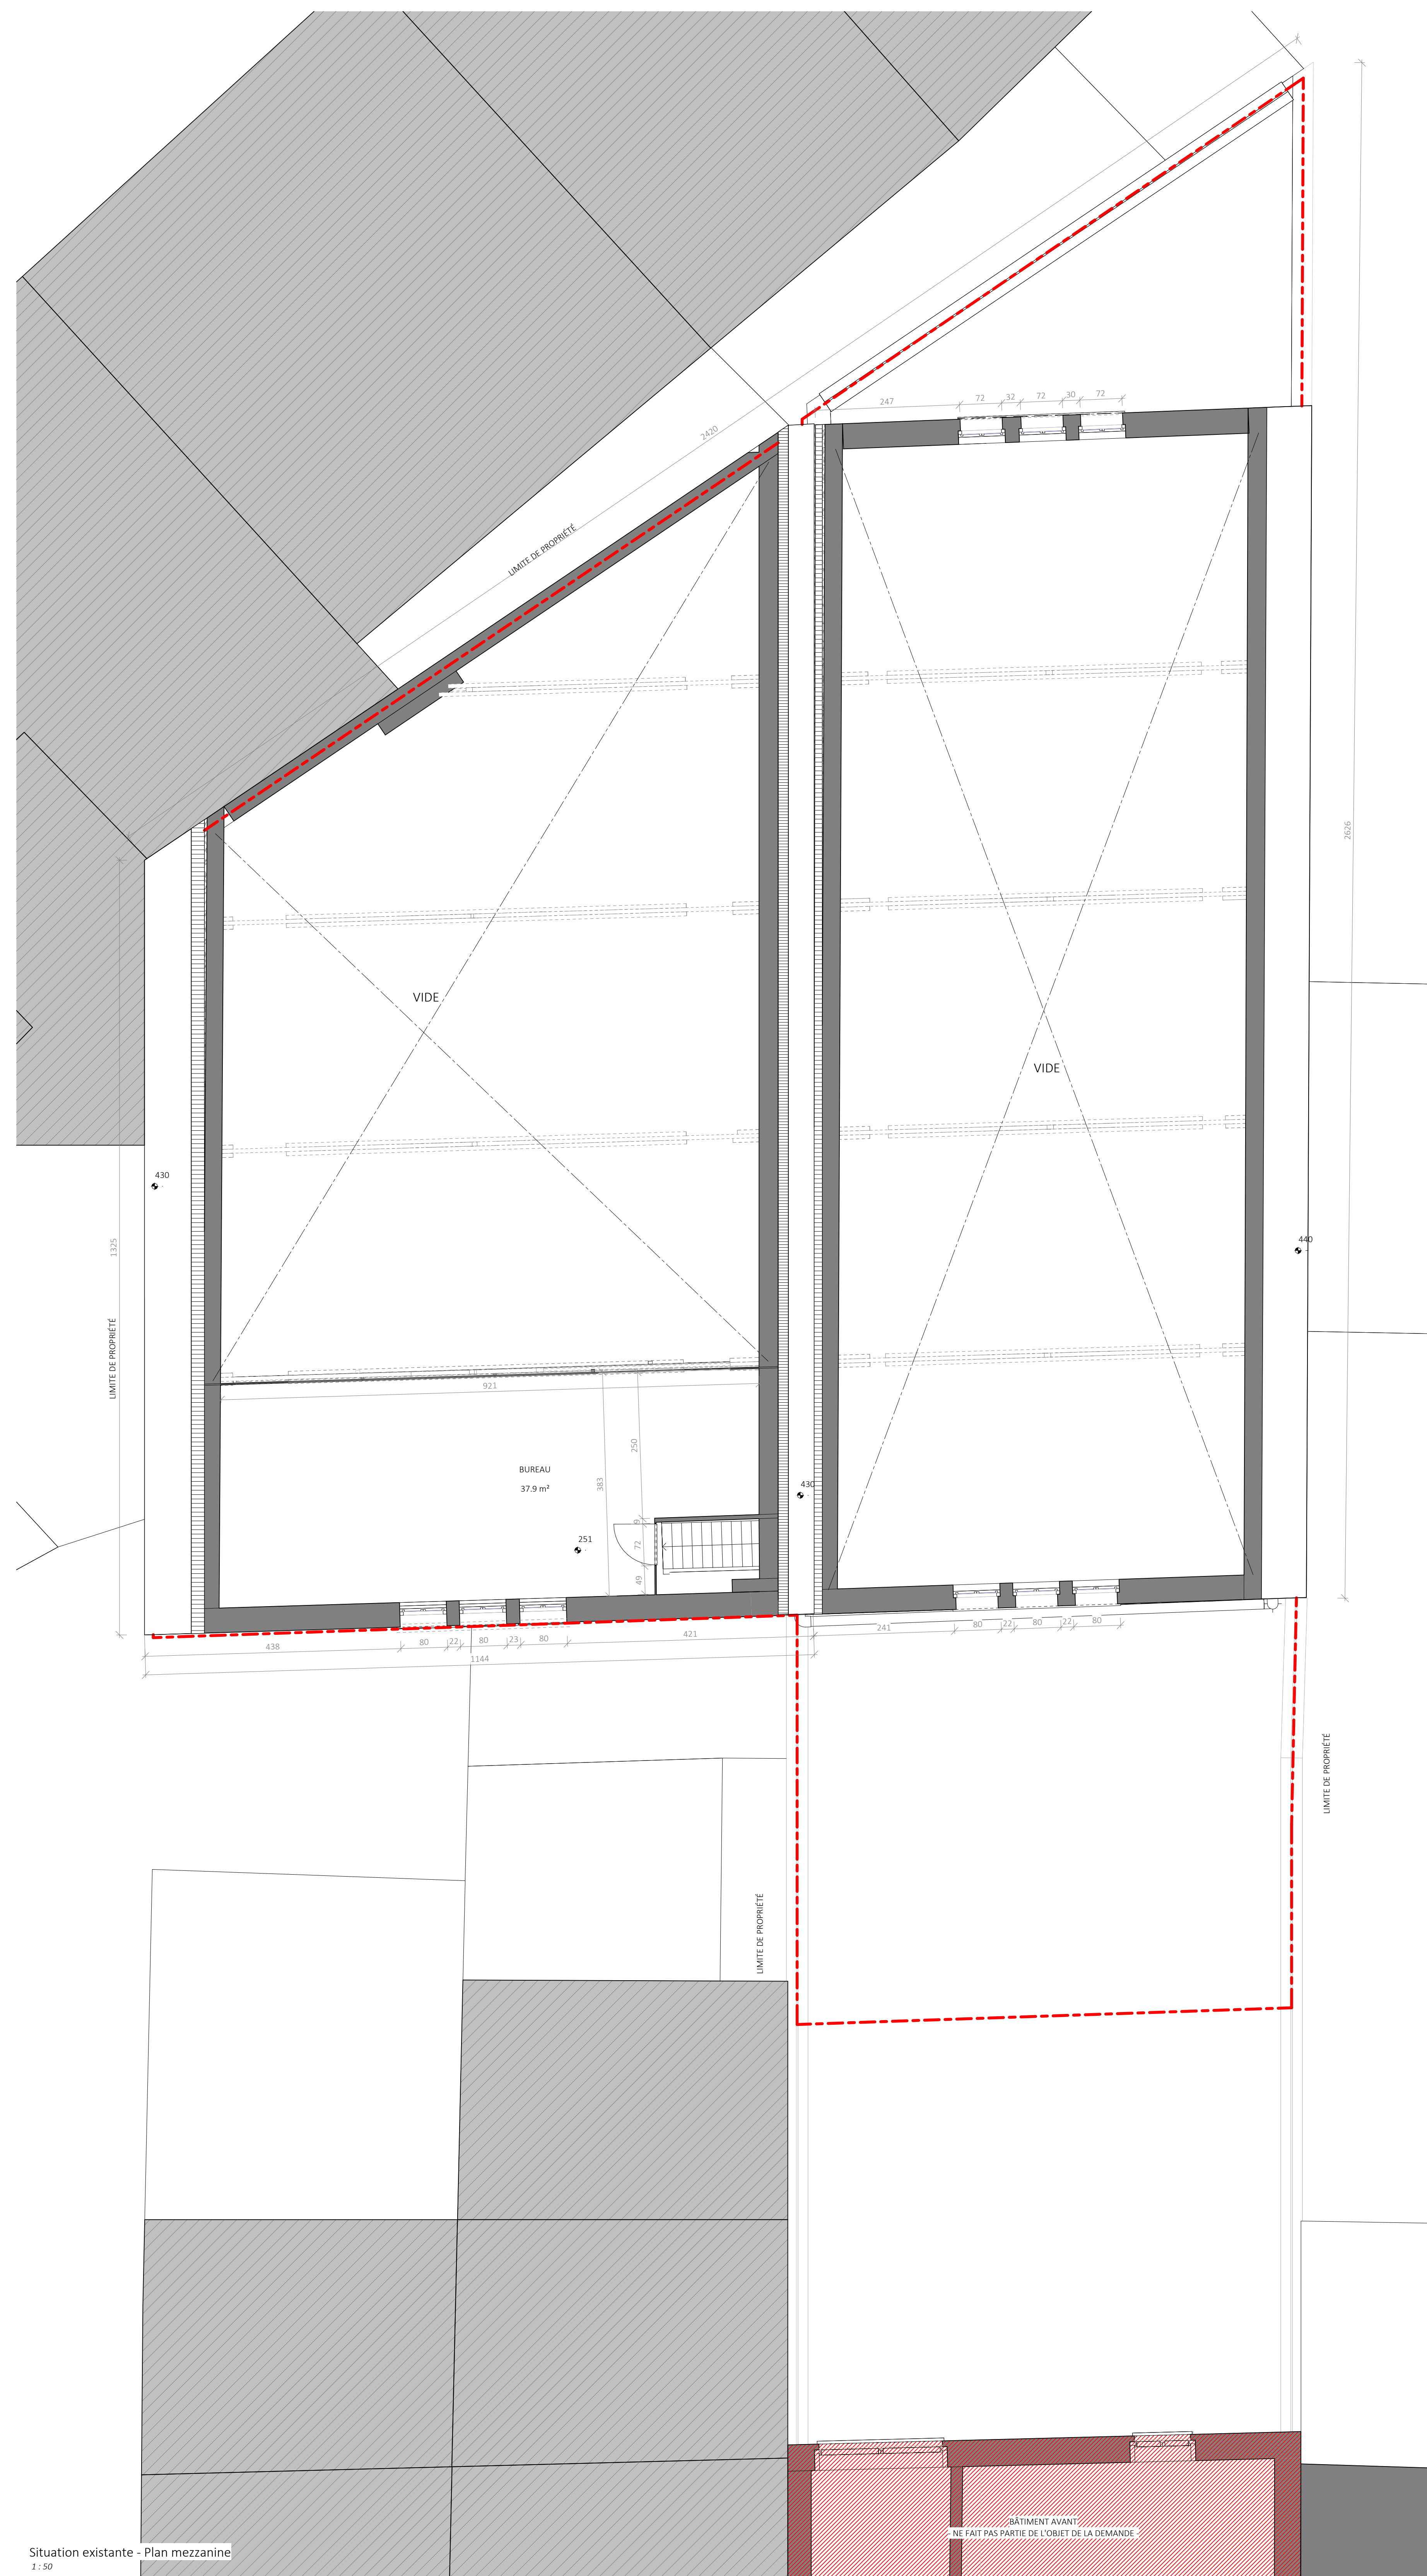 247
72
32
72
30
72
2420
LIMITE DE PROPRIÉTÉ
2626
VIDE
VIDE
430
440
1325
LIMITE DE PROPRIÉTÉ
921
250
383
BUREAU
37.9 m²
430
251
9
72
49
438
80
22
80
23
80
421
241
80
22
80
22
80
1144
LIMITE DE PROPRIÉTÉ
LIMITE DE PROPRIÉTÉ
BÂTIMENT AVANT
- NE FAIT PAS PARTIE DE L'OBJET DE LA DEMANDE -
Situation existante - Plan mezzanine
1 : 50